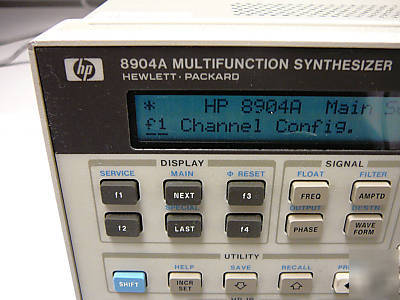 hp
8904A MULTIFUNCTION SYNTHESIZER
HEWLETT · PACKARD
* HP 8904A Main
f1 Channel Config.
DISPLAY
SIGNAL
SERVICE MAIN Φ RESET FLOAT FILTER
f1 NEXT f3 FREQ AMPTD
SPECIAL OUTPUT DESTN
f2 LAST f4 PHASE WAVE FORM
UTILITY
HELP SAVE RECALL
SHIFT INCR SET